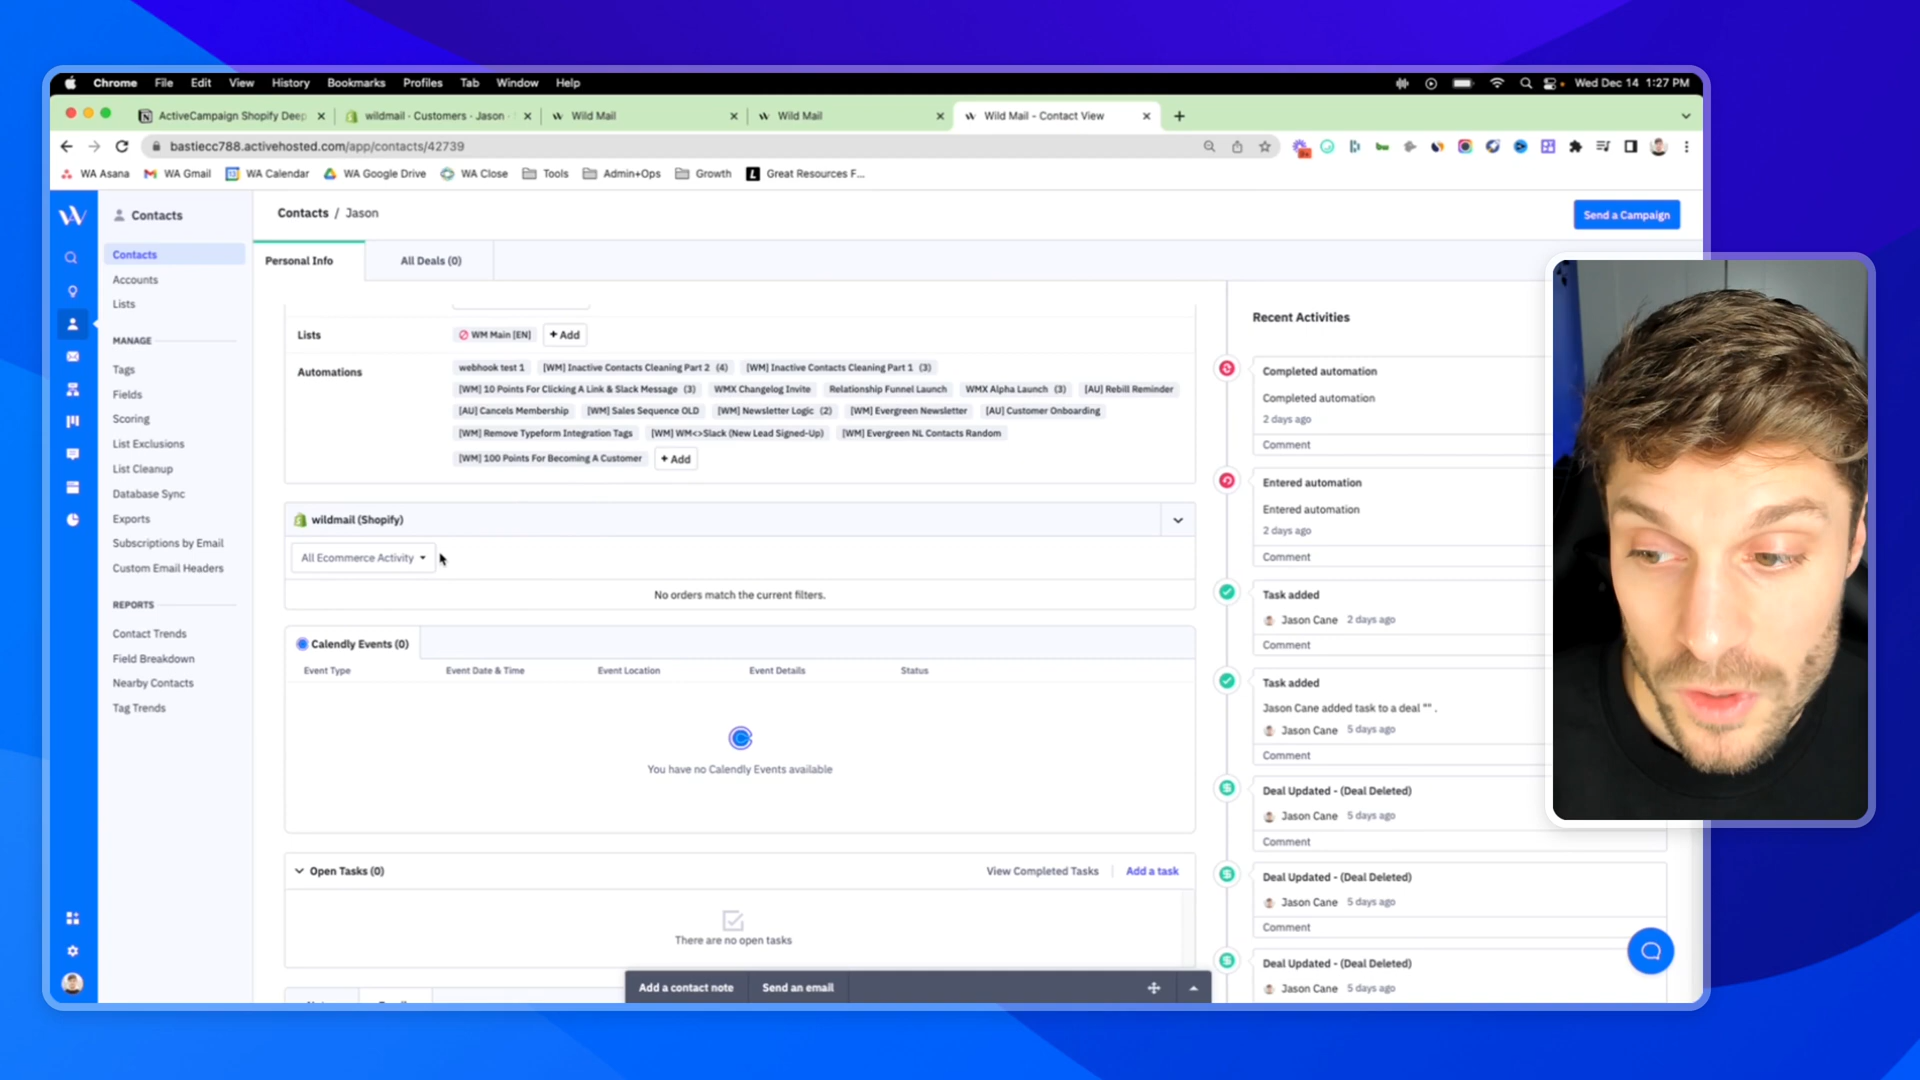 Chrome File Edit View History Bookmarks Profiles Tab Window Help
Wed Dec 14 1:27 PM
ActiveCampaign Shopify Deep
wildmail · Customers · Jason
Wild Mail
Wild Mail
Wild Mail - Contact View
bastiecc788.activehosted.com/app/contacts/42739
WA Asana WA Gmail WA Calendar WA Google Drive WA Close Tools Admin+Ops Growth Great Resources F...
Contacts
Contacts
Accounts
Lists
MANAGE
Tags
Fields
Scoring
List Exclusions
List Cleanup
Database Sync
Exports
Subscriptions by Email
Custom Email Headers
REPORTS
Contact Trends
Field Breakdown
Nearby Contacts
Tag Trends
Contacts / Jason
Send a Campaign
Personal Info
All Deals (0)
Lists
WM Main [EN] + Add
Automations
webhook test 1 [WM] Inactive Contacts Cleaning Part 2 (4) [WM] Inactive Contacts Cleaning Part 1 (3)
[WM] 10 Points For Clicking A Link & Slack Message (3) WMX Changelog Invite Relationship Funnel Launch WMX Alpha Launch (3) [AU] Rebill Reminder
[AU] Cancels Membership [WM] Sales Sequence OLD [WM] Newsletter Logic (2) [WM] Evergreen Newsletter [AU] Customer Onboarding
[WM] Remove Typeform Integration Tags [WM] WM<>Slack (New Lead Signed-Up) [WM] Evergreen NL Contacts Random
[WM] 100 Points For Becoming A Customer + Add
wildmail (Shopify)
All Ecommerce Activity
No orders match the current filters.
Calendly Events (0)
Event Type Event Date & Time Event Location Event Details Status
You have no Calendly Events available
Open Tasks (0)
View Completed Tasks
Add a task
There are no open tasks
Add a contact note
Send an email
Recent Activities
Completed automation
Completed automation
2 days ago
Comment
Entered automation
Entered automation
2 days ago
Comment
Task added
Jason Cane 2 days ago
Comment
Task added
Jason Cane added task to a deal "" .
Jason Cane 5 days ago
Comment
Deal Updated - (Deal Deleted)
Jason Cane 5 days ago
Comment
Deal Updated - (Deal Deleted)
Jason Cane 5 days ago
Comment
Deal Updated - (Deal Deleted)
Jason Cane 5 days ago